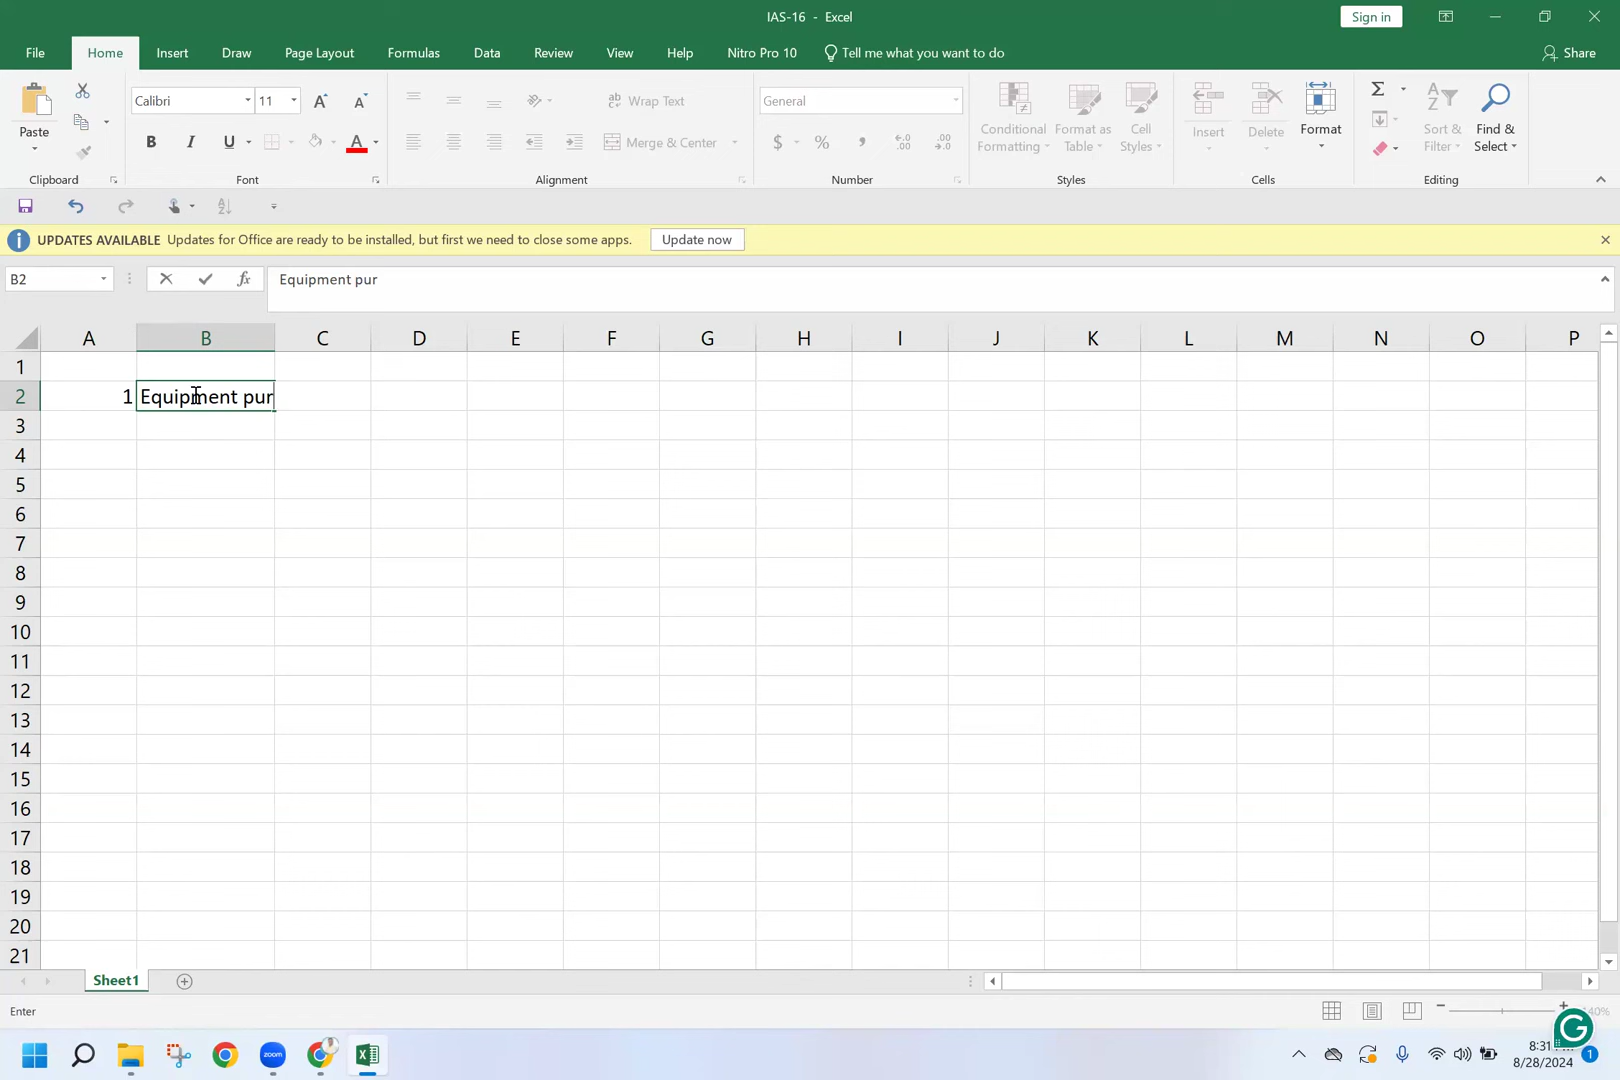 IAS-16 - Excel
Sign in
File Home Insert Draw Page Layout Formulas Data Review View Help Nitro Pro 10 Tell me what you want to do Share
Paste
Calibri 11 A A
B I U A
ab Wrap Text
Merge & Center
General
$ % , .00
Conditional Formatting
Format as Table
Cell Styles
Insert
Delete
Format
Σ
Sort & Filter
Find & Select
Clipboard Font Alignment Number Styles Cells Editing
UPDATES AVAILABLE Updates for Office are ready to be installed, but first we need to close some apps. Update now
B2 fx Equipment pur
A B C D E F G H I J K L M N O P
1
2 1 Equipment pur
3
4
5
6
7
8
9
10
11
12
13
14
15
16
17
18
19
20
21
Sheet1
Enter
zoom
8/28/2024 1